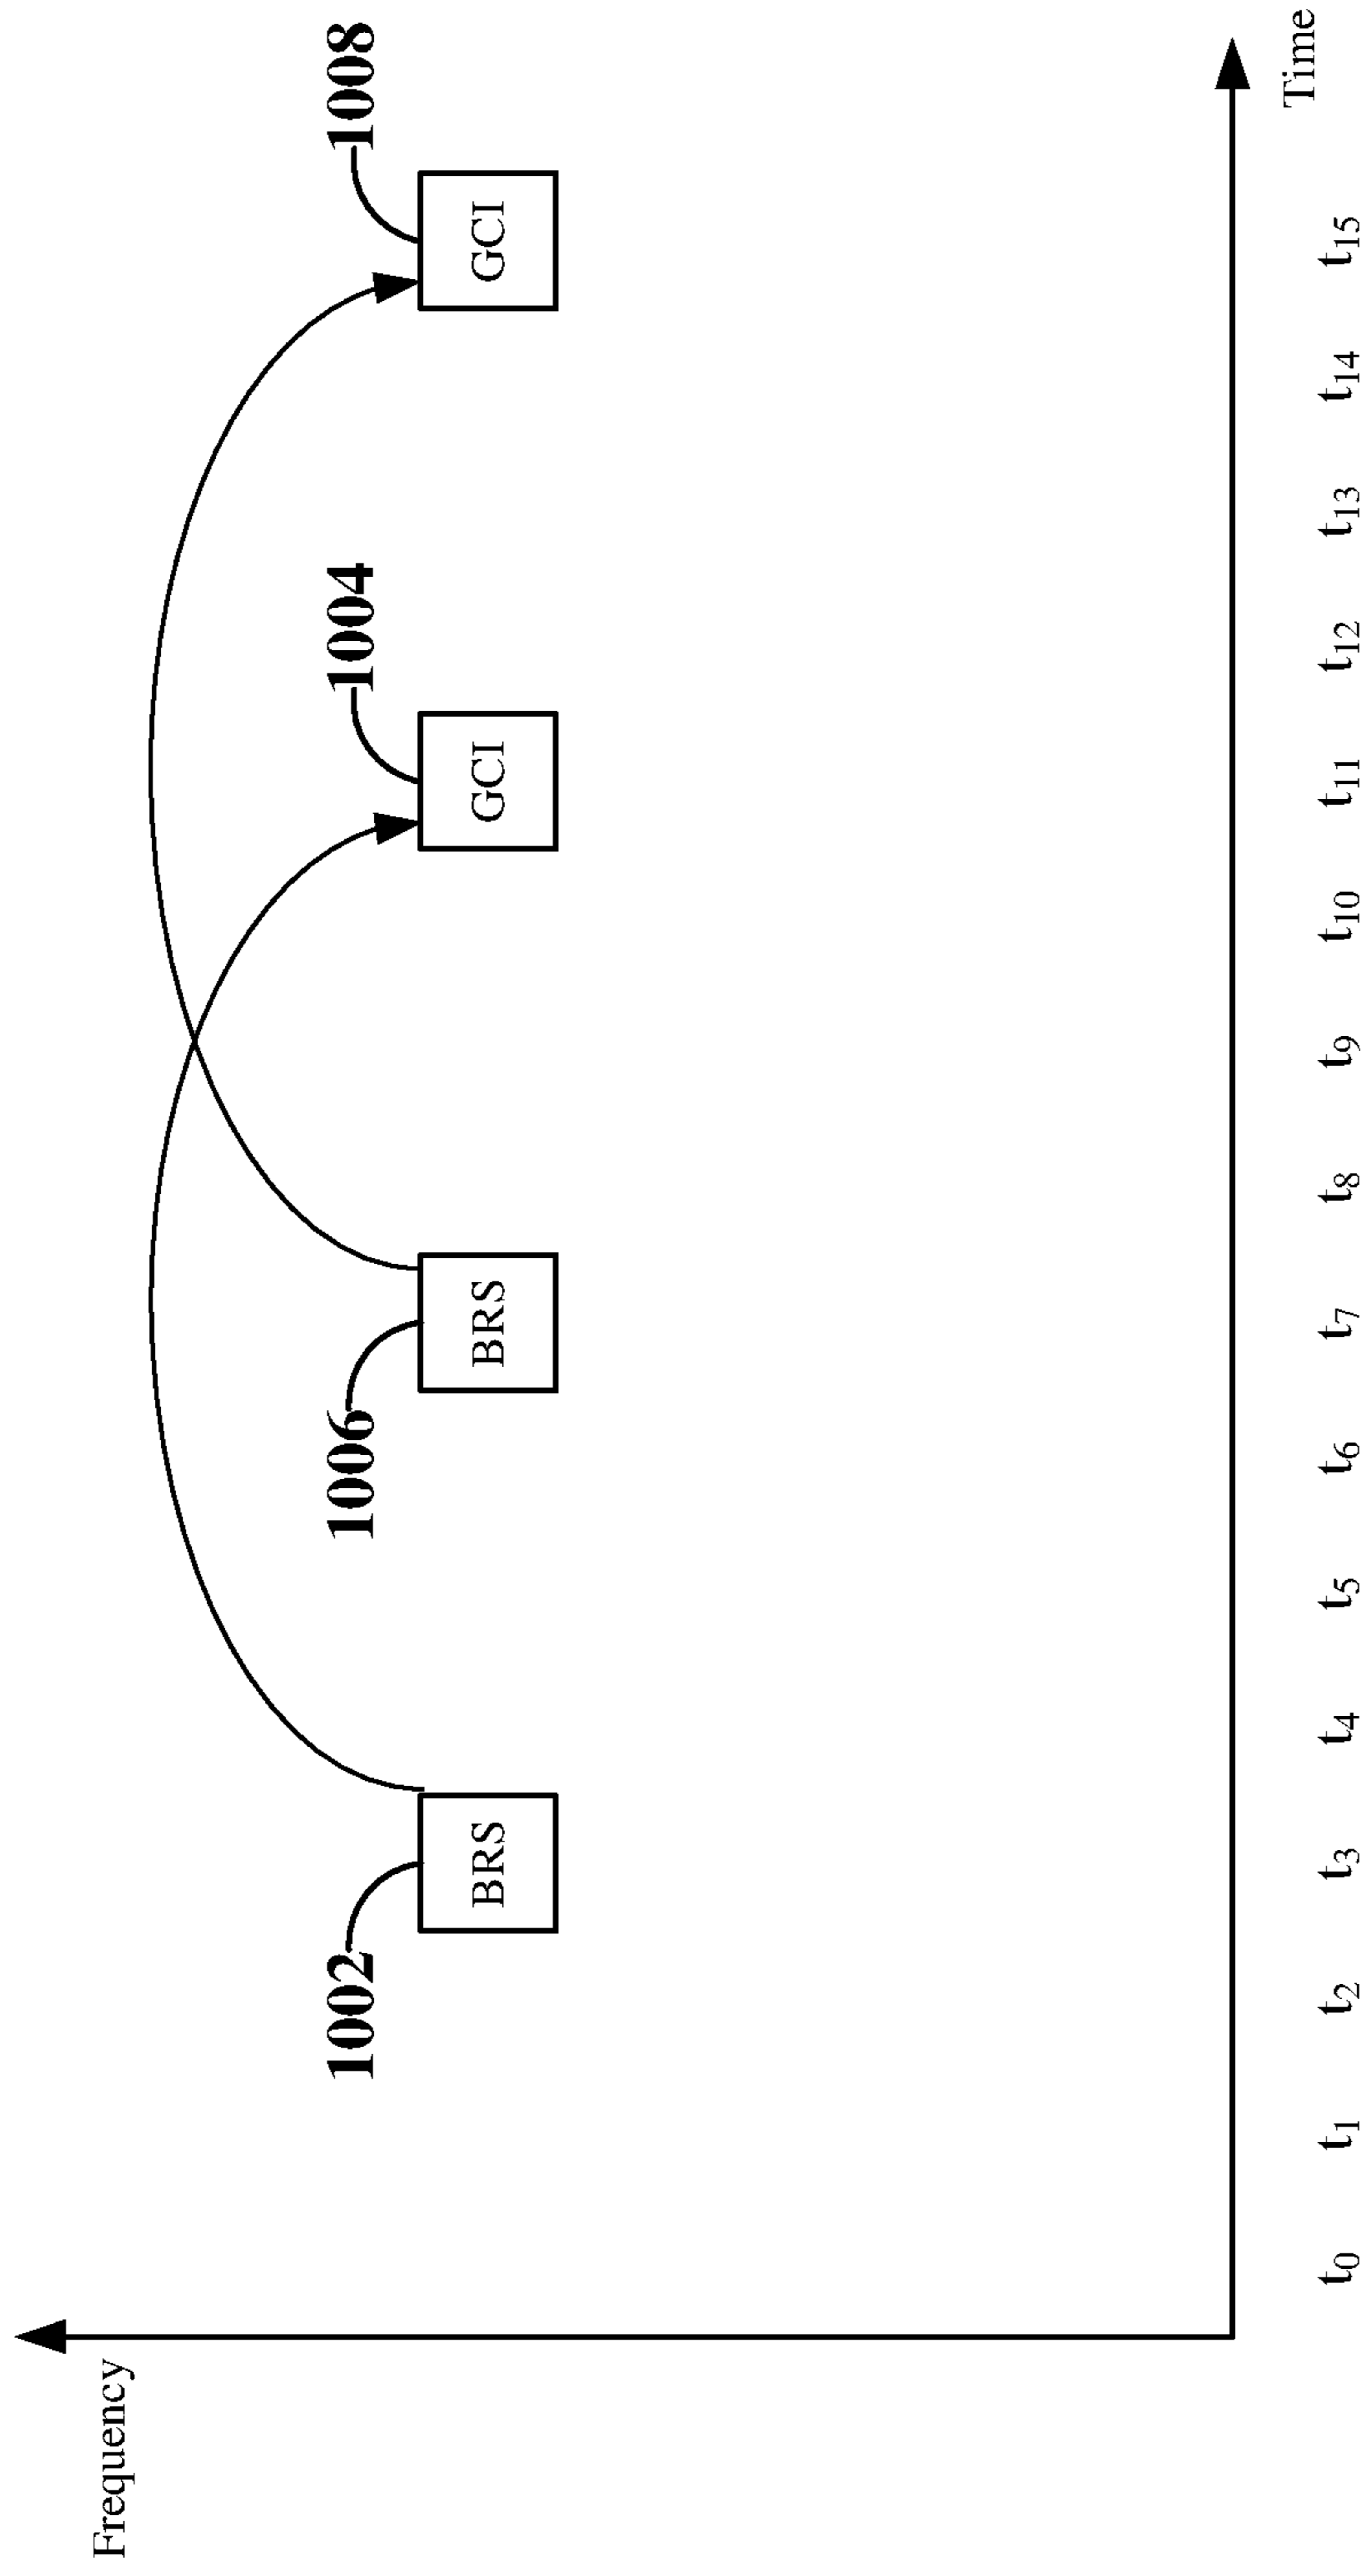 Frequency
1002
1006
1004
1008
BRS
BRS
GCI
GCI
t0 t1 t2 t3 t4 t5 t6 t7 t8 t9 t10 t11 t12 t13 t14 t15
Time